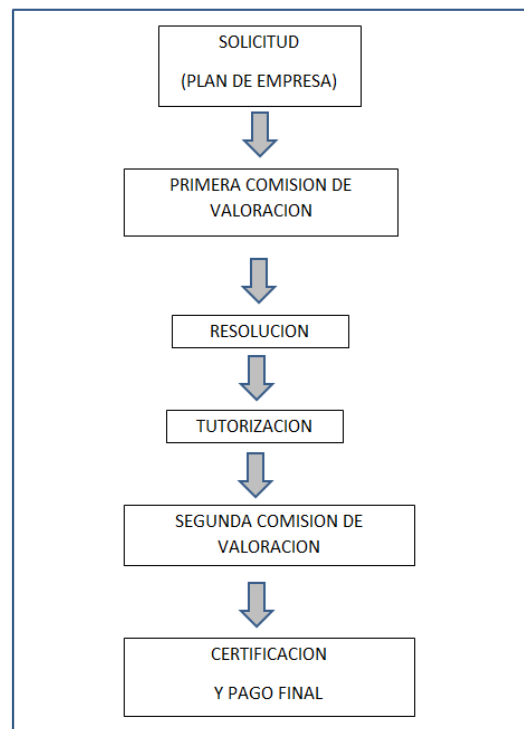 SOLICITUD
(PLAN DE EMPRESA)
PRIMERA COMISION DE
VALORACION
RESOLUCION
TUTORIZACION
SEGUNDA COMISION DE
VALORACION
CERTIFICACION
Y PAGO FINAL